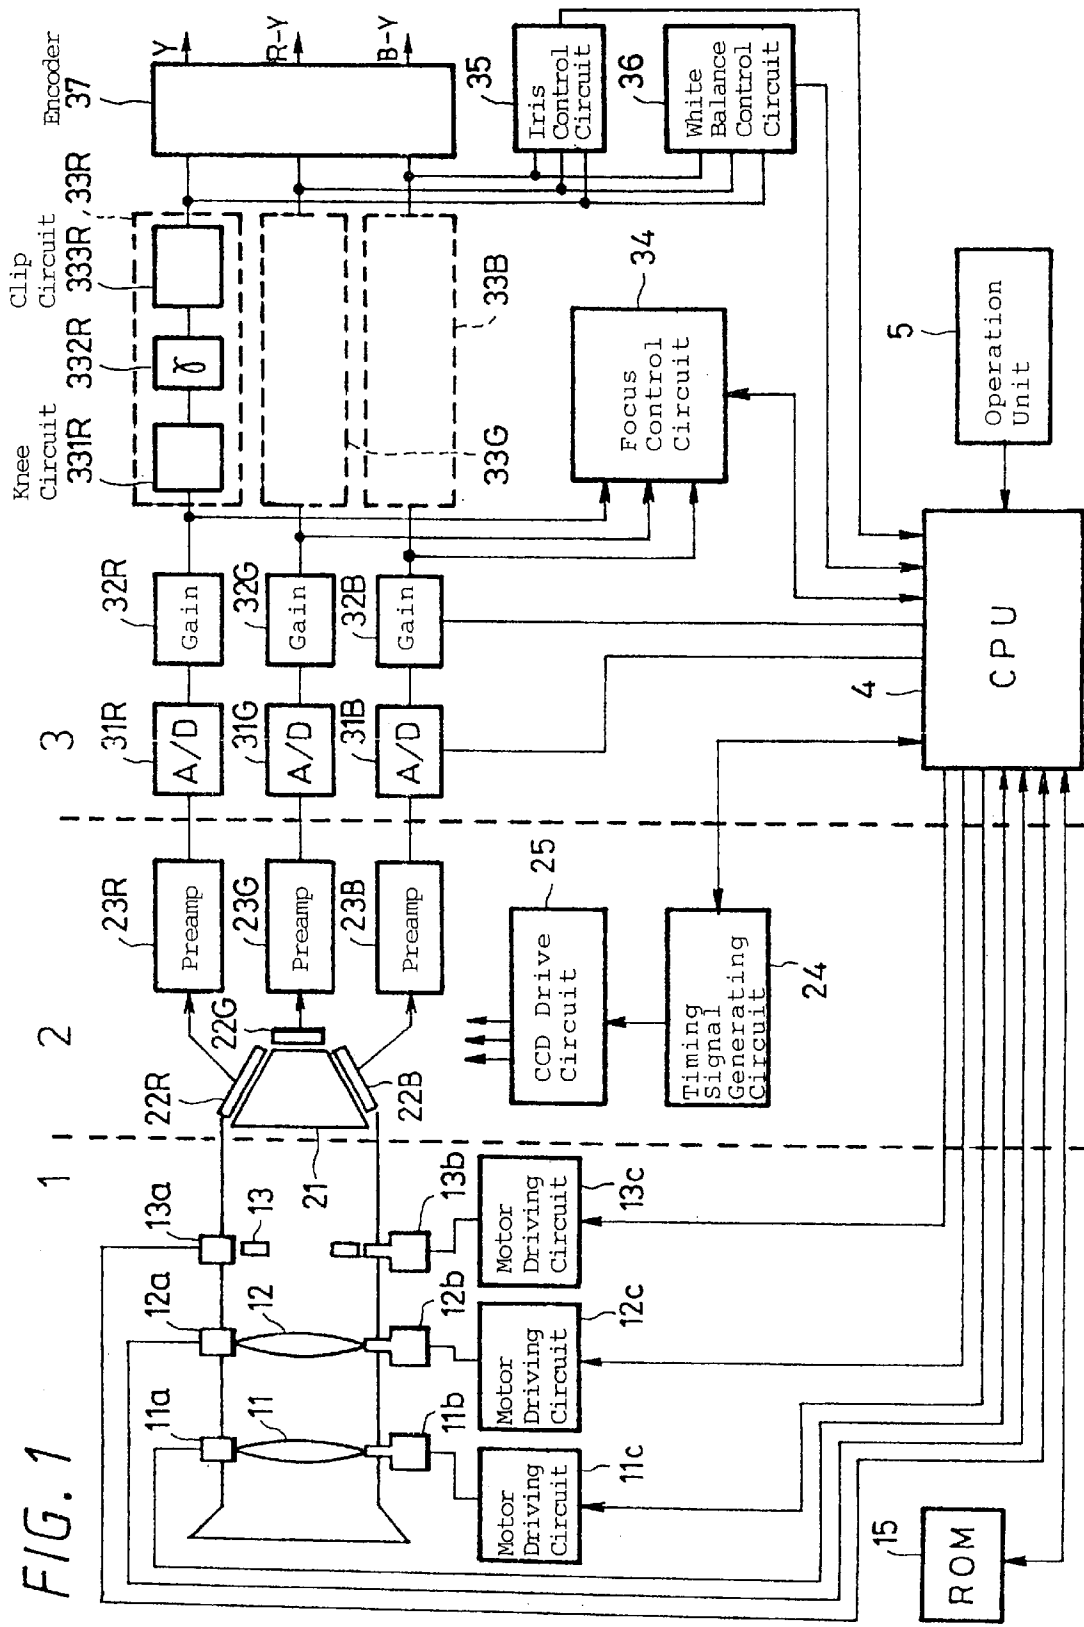 FIG. 1
1
2
3
11a
12a
13a
11
12
13
11b
12b
13b
Motor
Driving
Circuit
11c
Motor
Driving
Circuit
12c
Motor
Driving
Circuit
13c
15
ROM
21
22R
22G
22B
23R
Preamp
23G
Preamp
23B
Preamp
25
CCD Drive
Circuit
Timing
Signal
Generating
Circuit
24
31R
A/D
31G
A/D
31B
A/D
32R
Gain
32G
Gain
32B
Gain
Knee
Circuit
331R
332R
γ
Clip
Circuit
333R
33R
33G
33B
34
Focus
Control
Circuit
Encoder
37
Y
R-Y
B-Y
35
Iris
Control
Circuit
36
White
Balance
Control
Circuit
4
CPU
5
Operation
Unit